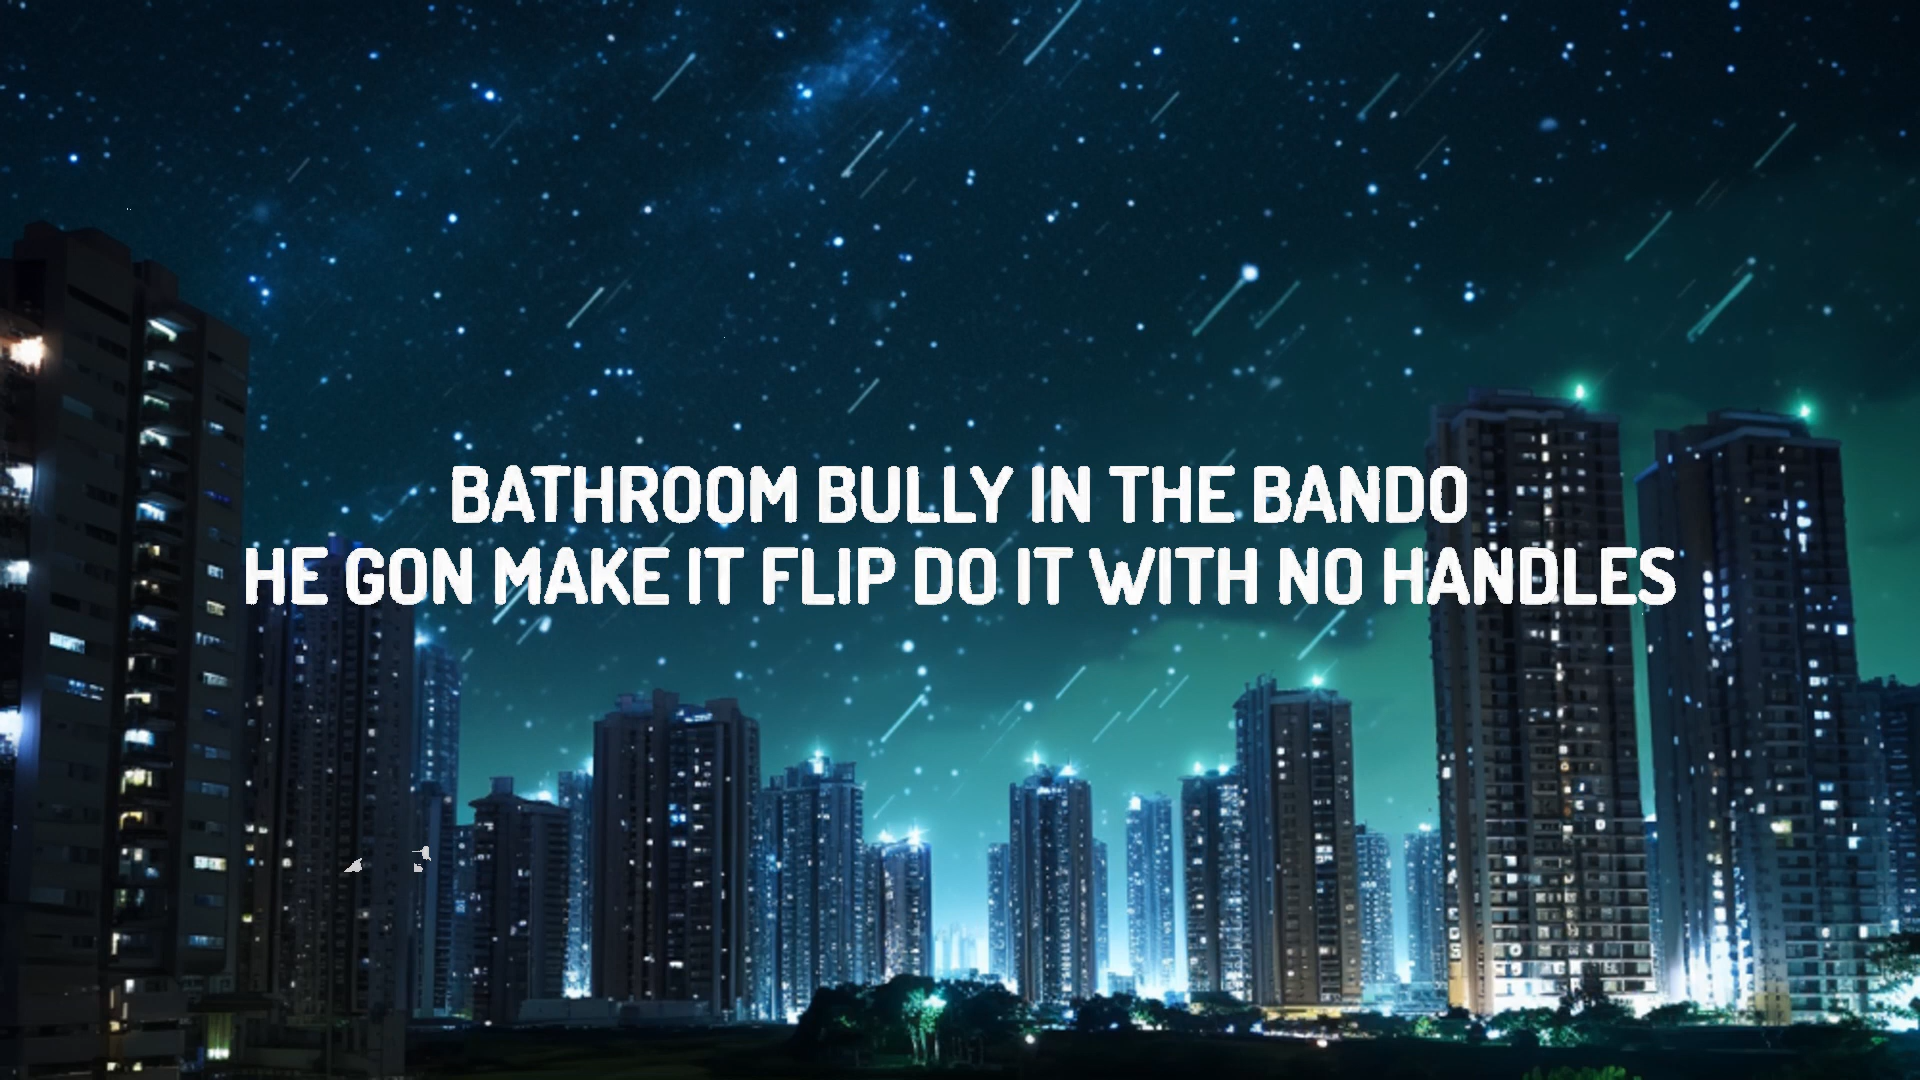 BATHROOM BULLY IN THE BANDO
HE GON MAKE IT FLIP DO IT WITH NO HANDLES